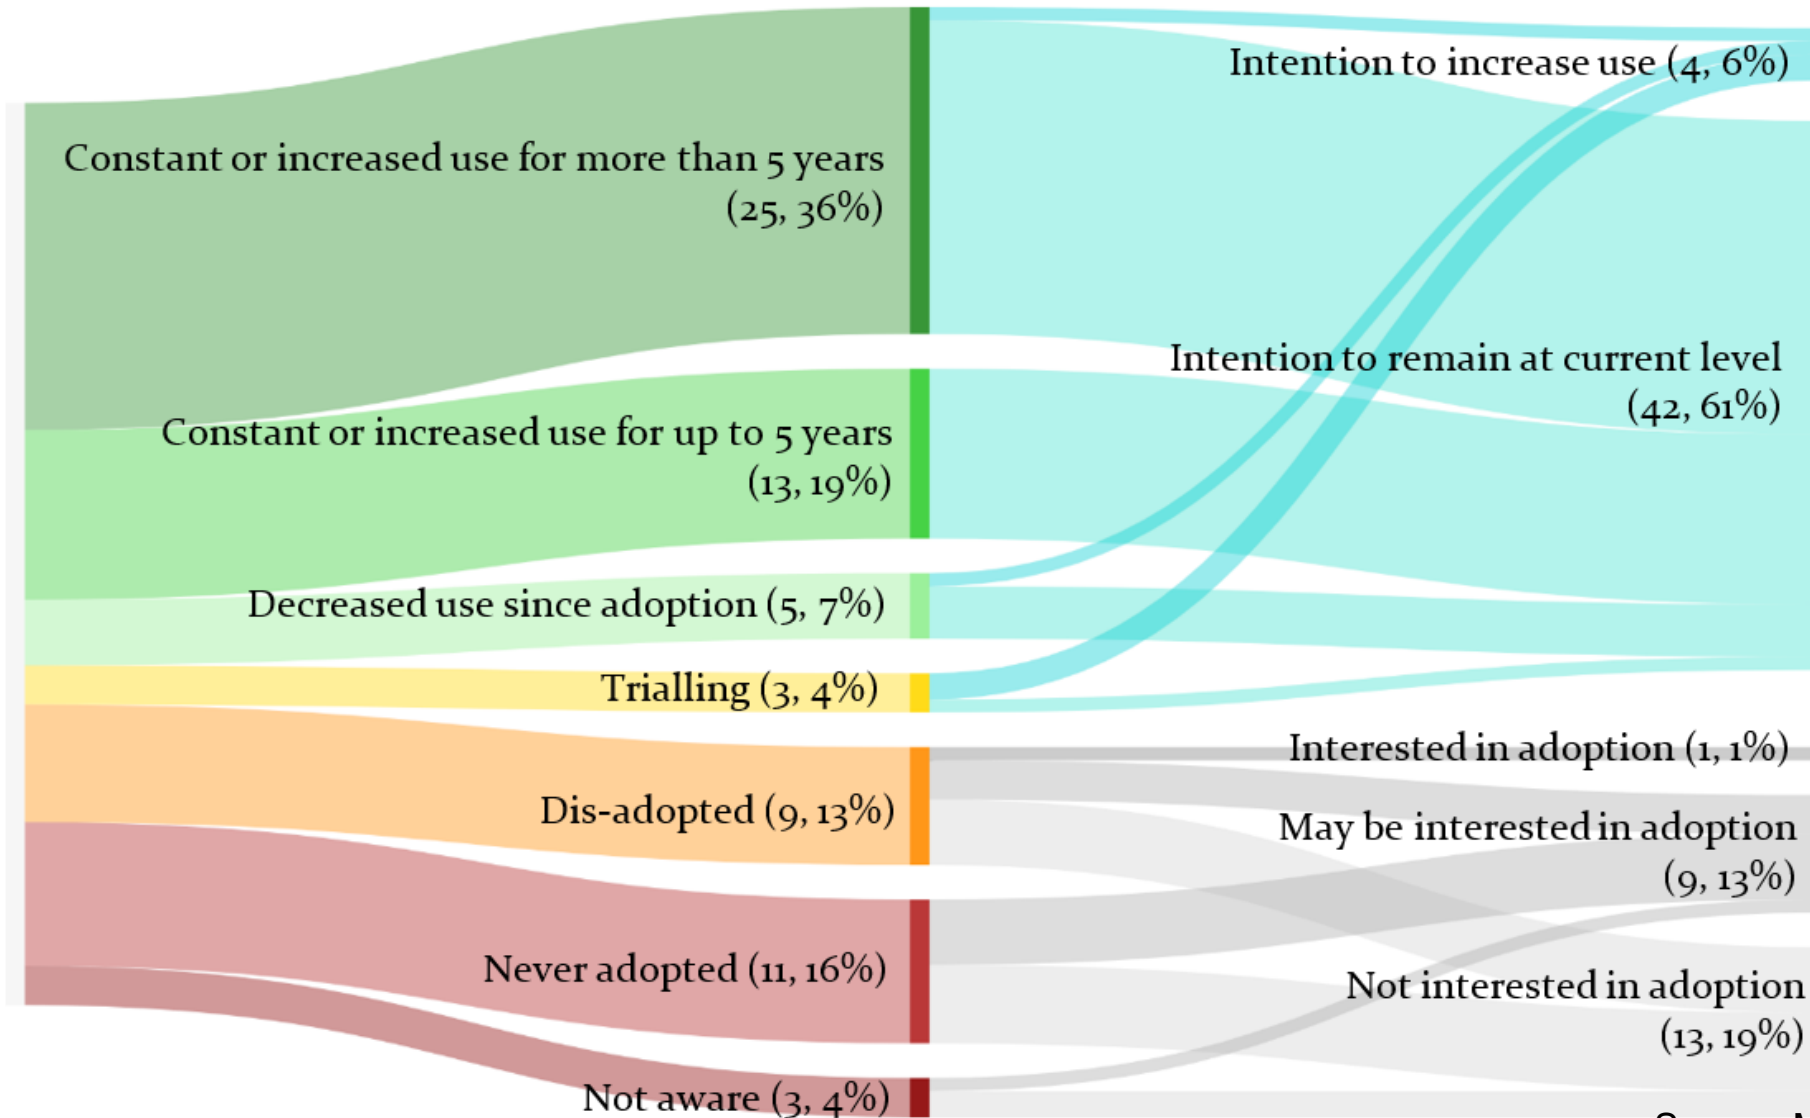 Intention to increase use (4, 6%)
Constant or increased use for more than 5 years
(25, 36%)
Intention to remain at current level
(42, 61%)
Constant or increased use for up to 5 years
(13, 19%)
Decreased use since adoption (5, 7%)
Trialling (3, 4%)
Interested in adoption (1, 1%)
Dis-adopted (9, 13%)
May be interested in adoption
(9, 13%)
Never adopted (11, 16%)
Not interested in adoption
(13, 19%)
Not aware (3, 4%)